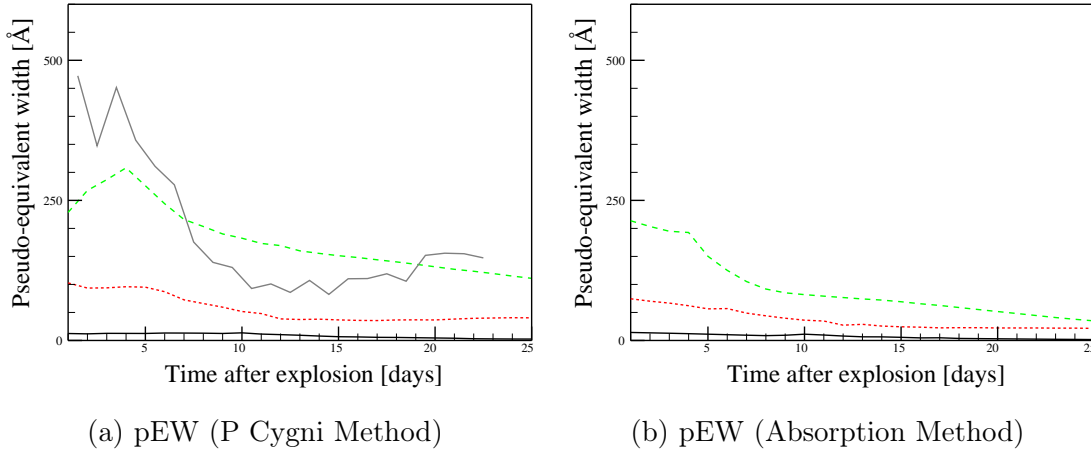 500
250
0
5
10
15
20
25
Pseudo-equivalent width [Å]
Time after explosion [days]
(a) pEW (P Cygni Method)
500
250
0
5
10
15
20
25
Pseudo-equivalent width [Å]
Time after explosion [days]
(b) pEW (Absorption Method)